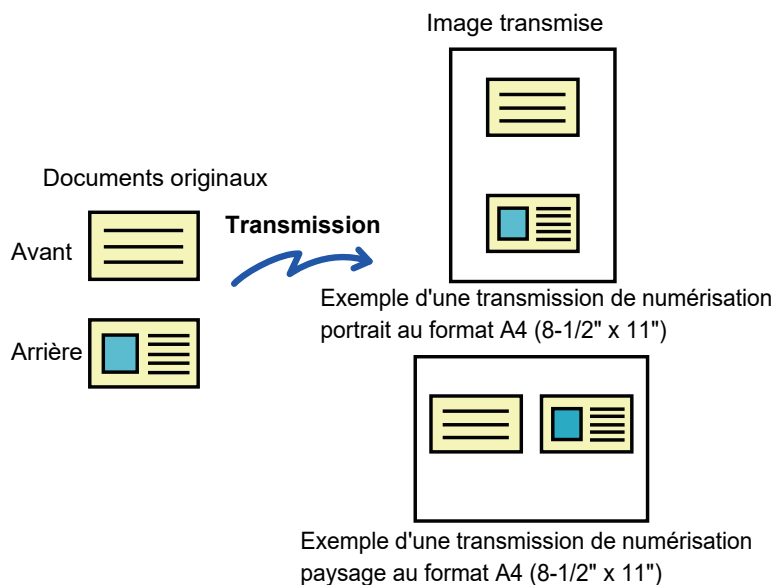 Image transmise
Documents originaux
Avant
Transmission
Arrière
Exemple d'une transmission de numérisation
portrait au format A4 (8-1/2" x 11")
Exemple d'une transmission de numérisation
paysage au format A4 (8-1/2" x 11")